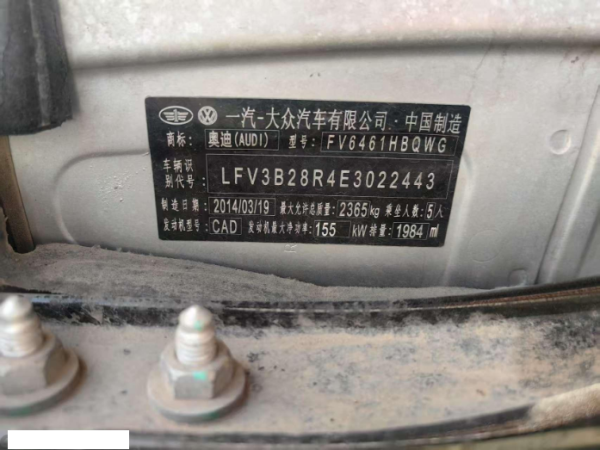 一汽-大众汽车有限公司·中国制造
商标: 奥迪(AUDI) 型号: FV6461HBQWG
车辆识别代号: LFV3B28R4E3022443
制造日期: 2014/03/19 最大允许总质量: 2365kg 乘坐人数: 5人
发动机型号: CAD 发动机最大净功率: 155 kW 排量: 1984 ml